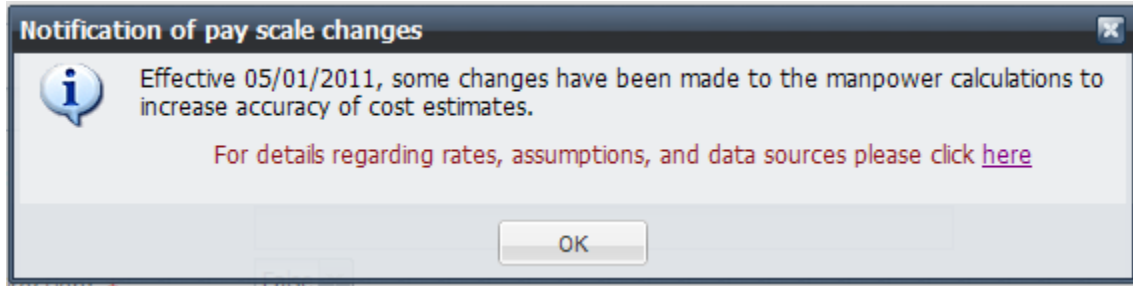 Notification of pay scale changes
Effective 05/01/2011, some changes have been made to the manpower calculations to
increase accuracy of cost estimates.
For details regarding rates, assumptions, and data sources please click here
OK